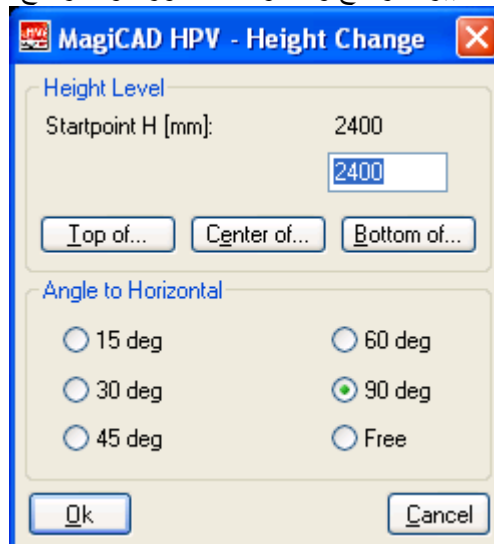 MagiCAD HPV - Height Change
Height Level
Startpoint H [mm]: 2400
2400
Top of... Center of... Bottom of...
Angle to Horizontal
15 deg 60 deg
30 deg 90 deg
45 deg Free
Ok Cancel